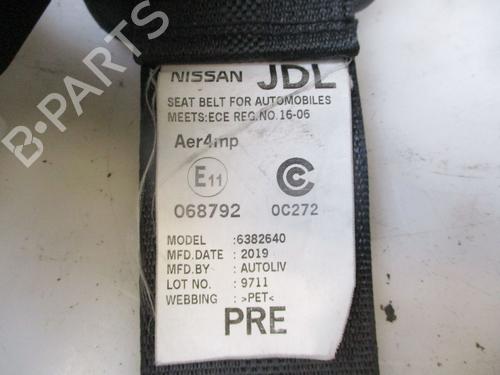 NISSAN JDL
SEAT BELT FOR AUTOMOBILES
MEETS:ECE REG.NO.16-06
Aer4mp
E11 C
068792 0C272
MODEL :6382640
MFD.DATE : 2019
MFD.BY : AUTOLIV
LOT NO. : 9711
WEBBING : >PET<
PRE
B-PARTS